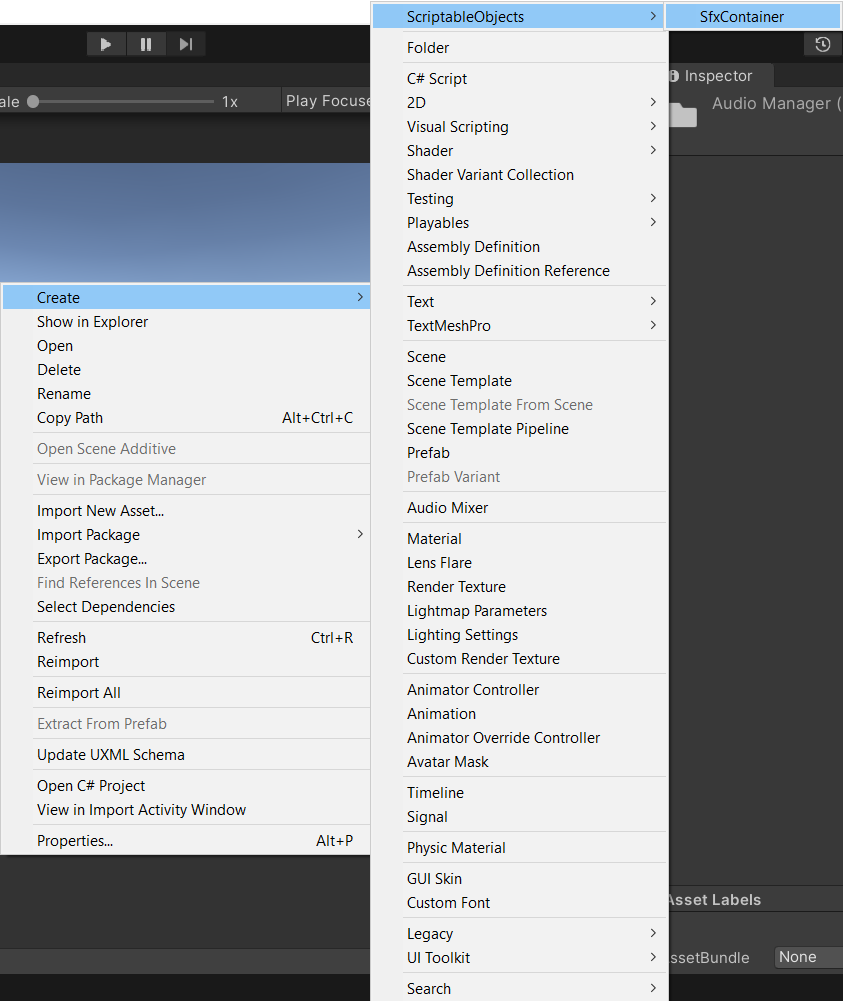 ale
1x
Play Focuse
Create
Show in Explorer
Open
Delete
Rename
Copy Path Alt+Ctrl+C
Open Scene Additive
View in Package Manager
Import New Asset...
Import Package
Export Package...
Find References In Scene
Select Dependencies
Refresh Ctrl+R
Reimport
Reimport All
Extract From Prefab
Update UXML Schema
Open C# Project
View in Import Activity Window
Properties... Alt+P
ScriptableObjects
Folder
C# Script
2D
Visual Scripting
Shader
Shader Variant Collection
Testing
Playables
Assembly Definition
Assembly Definition Reference
Text
TextMeshPro
Scene
Scene Template
Scene Template From Scene
Scene Template Pipeline
Prefab
Prefab Variant
Audio Mixer
Material
Lens Flare
Render Texture
Lightmap Parameters
Lighting Settings
Custom Render Texture
Animator Controller
Animation
Animator Override Controller
Avatar Mask
Timeline
Signal
Physic Material
GUI Skin
Custom Font
Legacy
UI Toolkit
Search
SfxContainer
Inspector
Audio Manager (
Asset Labels
ssetBundle None